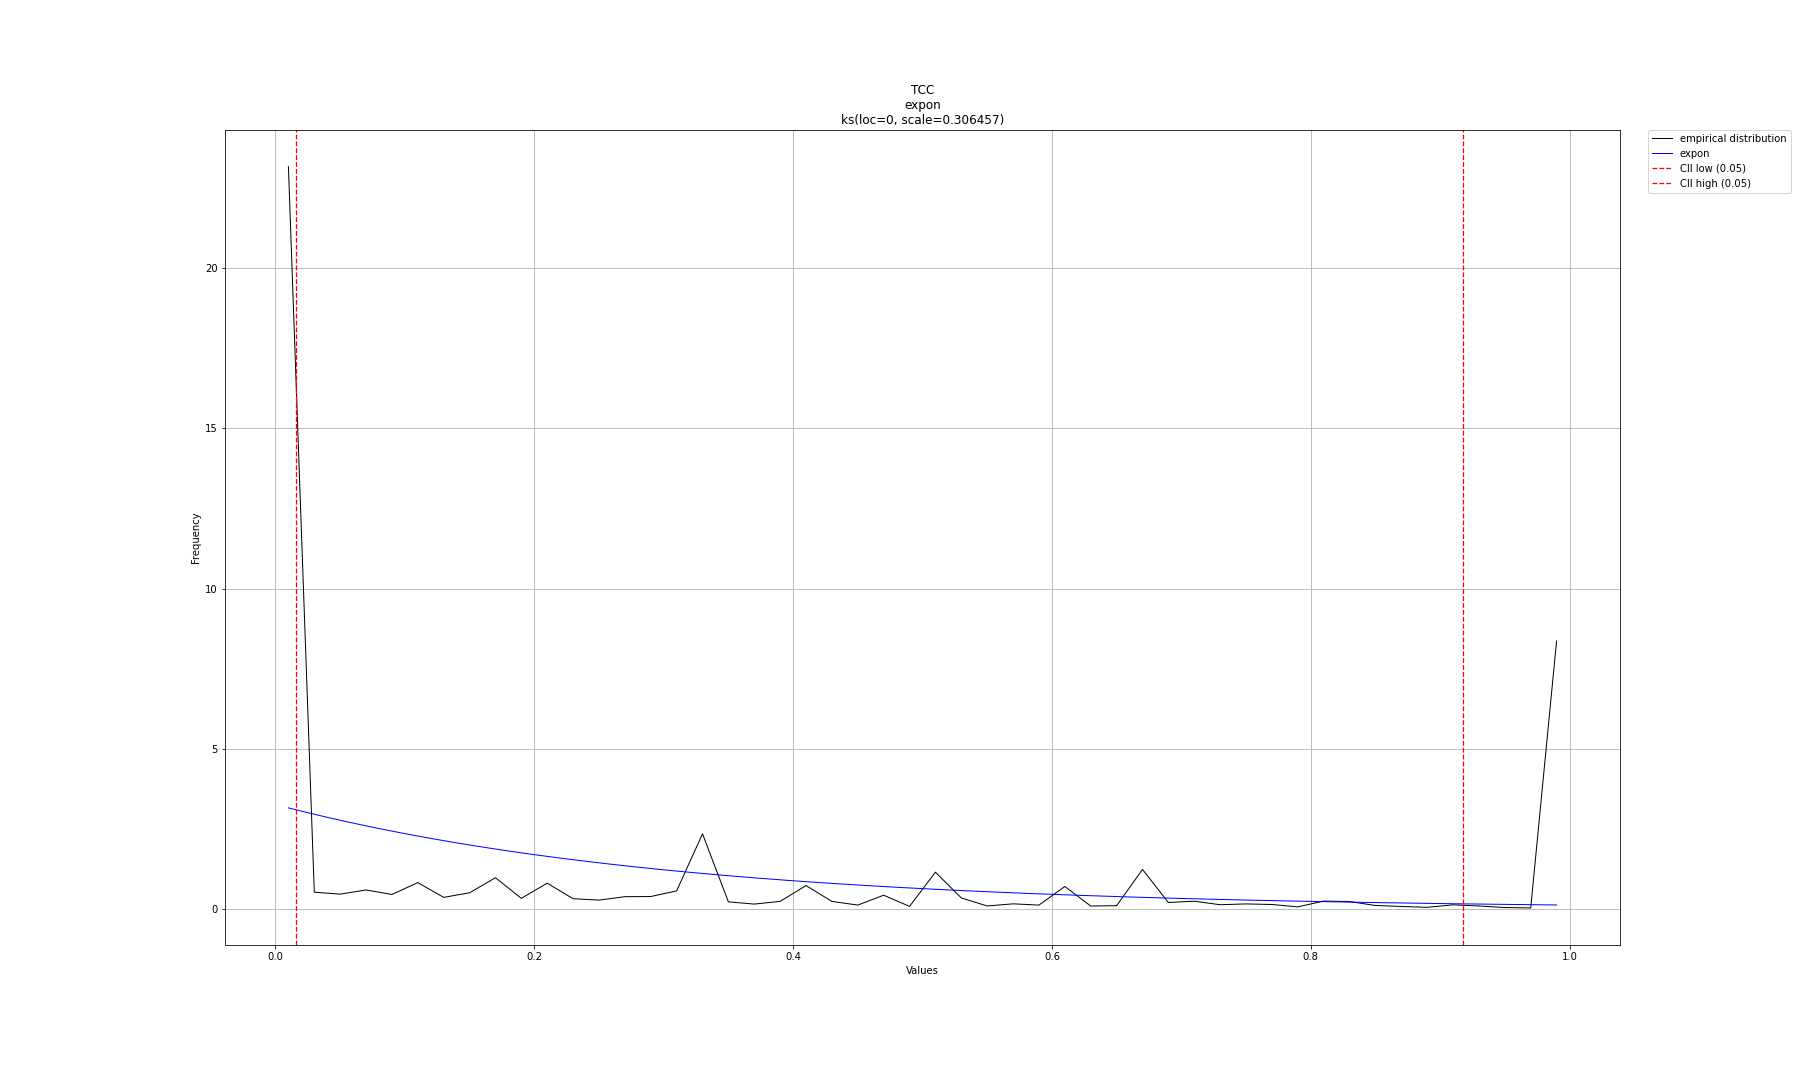 TCC
expon
ks(loc=0, scale=0.306457)
empirical distribution
expon
CII low (0.05)
CII high (0.05)
Frequency
20
15
10
5
0
0.0 0.2 0.4 0.6 0.8 1.0
Values